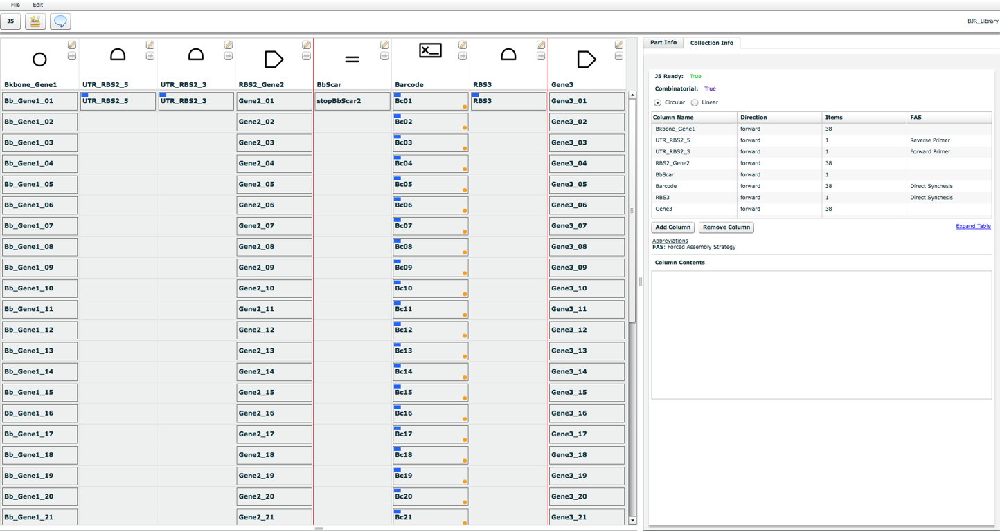 File Edit
J5 BJR_Library
Part Info Collection Info
Bkbone_Gene1 UTR_RBS2_5 UTR_RBS2_3 RBS2_Gene2 BbScar Barcode RBS3 Gene3
Bb_Gene1_01 UTR_RBS2_5 UTR_RBS2_3 Gene2_01 stopBbScar2 Bc01 RBS3 Gene3_01
Bb_Gene1_02 Gene2_02 Bc02 Gene3_02
Bb_Gene1_03 Gene2_03 Bc03 Gene3_03
Bb_Gene1_04 Gene2_04 Bc04 Gene3_04
Bb_Gene1_05 Gene2_05 Bc05 Gene3_05
Bb_Gene1_06 Gene2_06 Bc06 Gene3_06
Bb_Gene1_07 Gene2_07 Bc07 Gene3_07
Bb_Gene1_08 Gene2_08 Bc08 Gene3_08
Bb_Gene1_09 Gene2_09 Bc09 Gene3_09
Bb_Gene1_10 Gene2_10 Bc10 Gene3_10
Bb_Gene1_11 Gene2_11 Bc11 Gene3_11
Bb_Gene1_12 Gene2_12 Bc12 Gene3_12
Bb_Gene1_13 Gene2_13 Bc13 Gene3_13
Bb_Gene1_14 Gene2_14 Bc14 Gene3_14
Bb_Gene1_15 Gene2_15 Bc15 Gene3_15
Bb_Gene1_16 Gene2_16 Bc16 Gene3_16
Bb_Gene1_17 Gene2_17 Bc17 Gene3_17
Bb_Gene1_18 Gene2_18 Bc18 Gene3_18
Bb_Gene1_19 Gene2_19 Bc19 Gene3_19
Bb_Gene1_20 Gene2_20 Bc20 Gene3_20
Bb_Gene1_21 Gene2_21 Bc21 Gene3_21
J5 Ready: True
Combinatorial: True
Circular Linear
Column Name Direction Items FAS
Bkbone_Gene1 forward 38
UTR_RBS2_5 forward 1 Reverse Primer
UTR_RBS2_3 forward 1 Forward Primer
RBS2_Gene2 forward 38
BbScar forward 1
Barcode forward 38 Direct Synthesis
RBS3 forward 1 Direct Synthesis
Gene3 forward 38
Add Column Remove Column Expand Table
Abbreviations
FAS: Forced Assembly Strategy
Column Contents